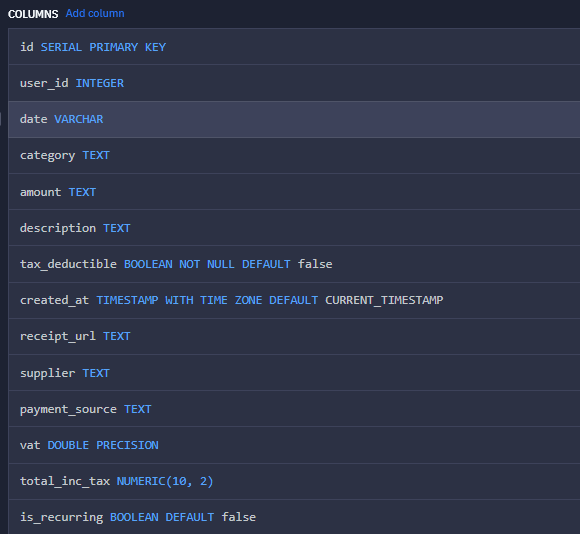 COLUMNS Add column
id SERIAL PRIMARY KEY
user_id INTEGER
date VARCHAR
category TEXT
amount TEXT
description TEXT
tax_deductible BOOLEAN NOT NULL DEFAULT false
created_at TIMESTAMP WITH TIME ZONE DEFAULT CURRENT_TIMESTAMP
receipt_url TEXT
supplier TEXT
payment_source TEXT
vat DOUBLE PRECISION
total_inc_tax NUMERIC(10, 2)
is_recurring BOOLEAN DEFAULT false